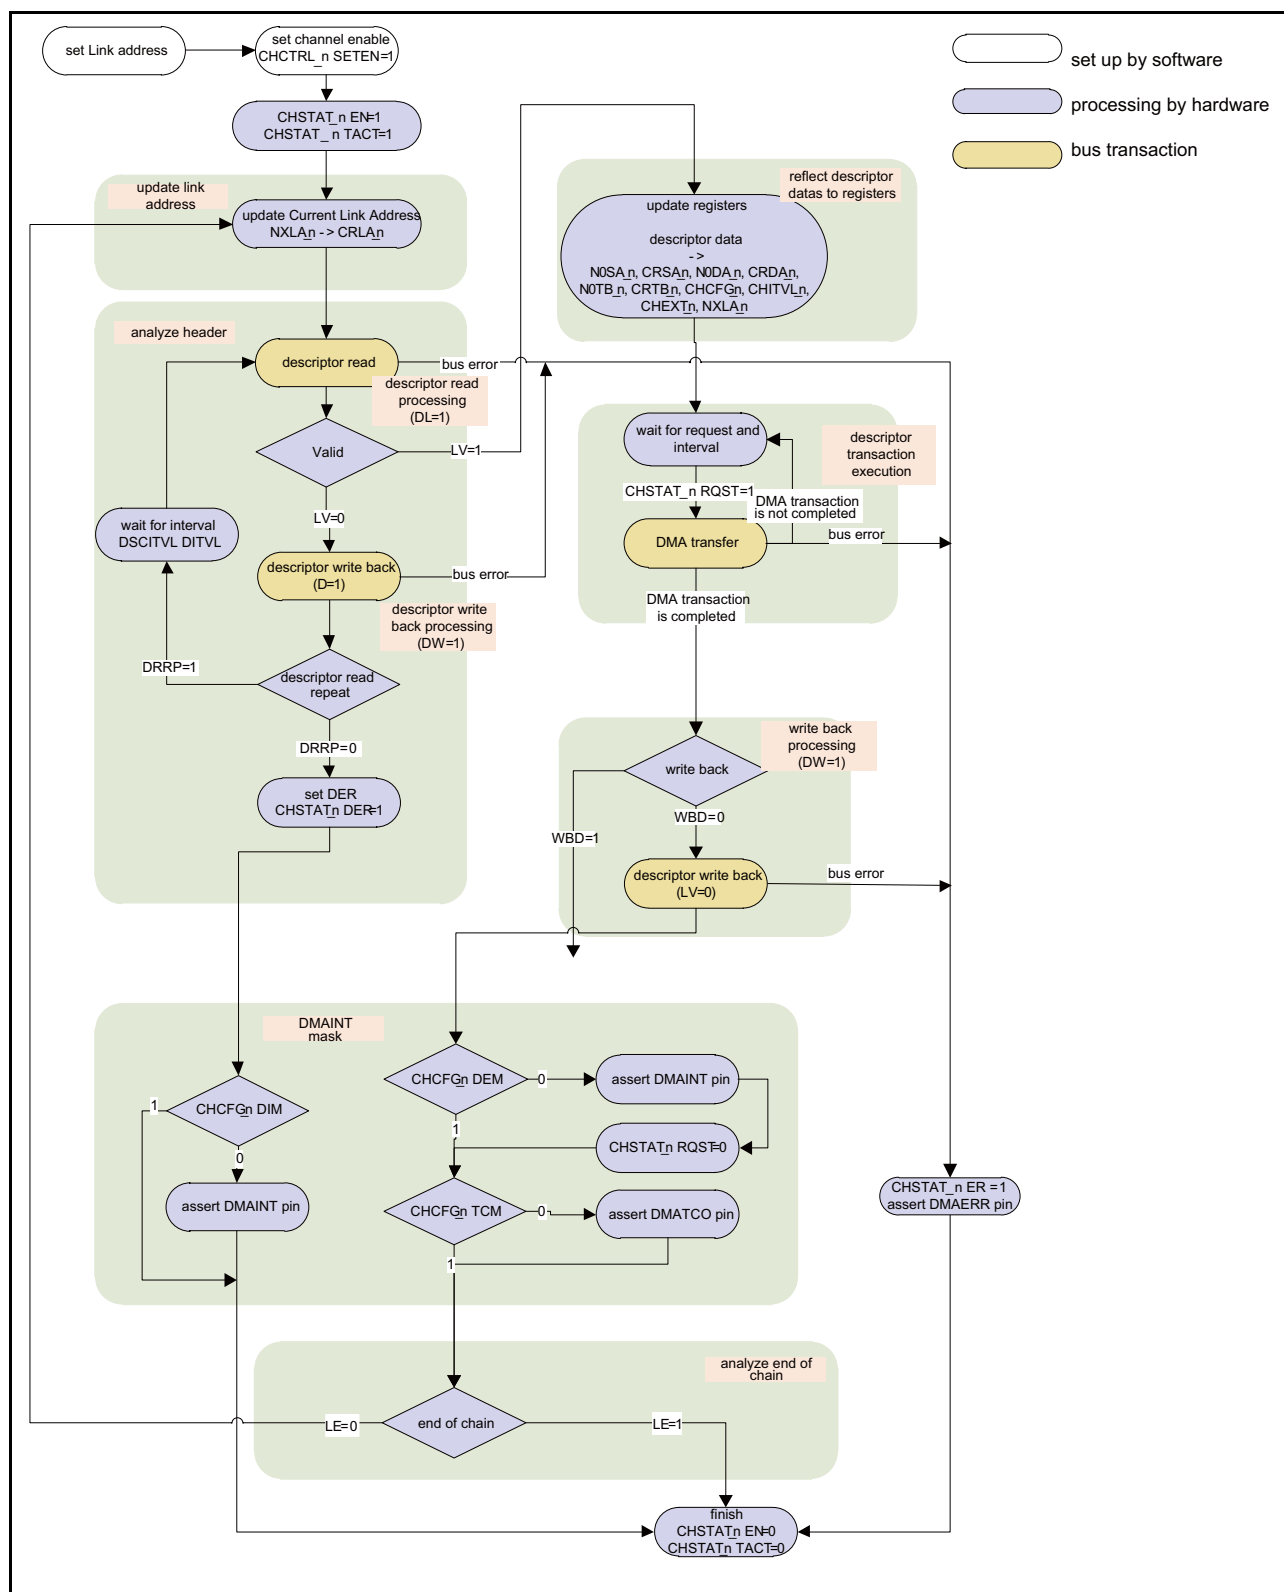 set Link address
set channel enable
CHCTRL_n SETEN=1
set up by software
processing by hardware
bus transaction
CHSTAT_n EN=1
CHSTAT_n TACT=1
update link
address
update Current Link Address
NXLA_n -> CRLA_n
reflect descriptor
datas to registers
update registers
descriptor data
->
N0SA_n, CRSA_n, N0DA_n, CRDA_n,
N0TB_n, CRTB_n, CHCFG_n, CHITVL_n,
CHEXT_n, NXLA_n
analyze header
descriptor read
bus error
descriptor read
processing
(DL=1)
Valid
LV=1
LV=0
wait for interval
DSCITVL DITVL
descriptor write back
(D=1)
bus error
descriptor write
back processing
(DW=1)
DRRP=1
descriptor read
repeat
DRRP=0
set DER
CHSTAT_n DER=1
wait for request and
interval
descriptor
transaction
execution
CHSTAT_n RQST=1
DMA transaction
is not completed
DMA transfer
bus error
DMA transaction
is completed
write back
processing
(DW=1)
write back
WBD=1
WBD=0
descriptor write back
(LV=0)
bus error
DMAINT
mask
CHCFG_n DIM
1
0
assert DMAINT pin
CHCFG_n DEM
0
assert DMAINT pin
1
CHSTAT_n RQST=0
CHCFG_n TCM
0
assert DMATCO pin
1
CHSTAT_n ER =1
assert DMAERR pin
analyze end of
chain
LE=0
end of chain
LE=1
finish
CHSTAT_n EN=0
CHSTAT_n TACT=0